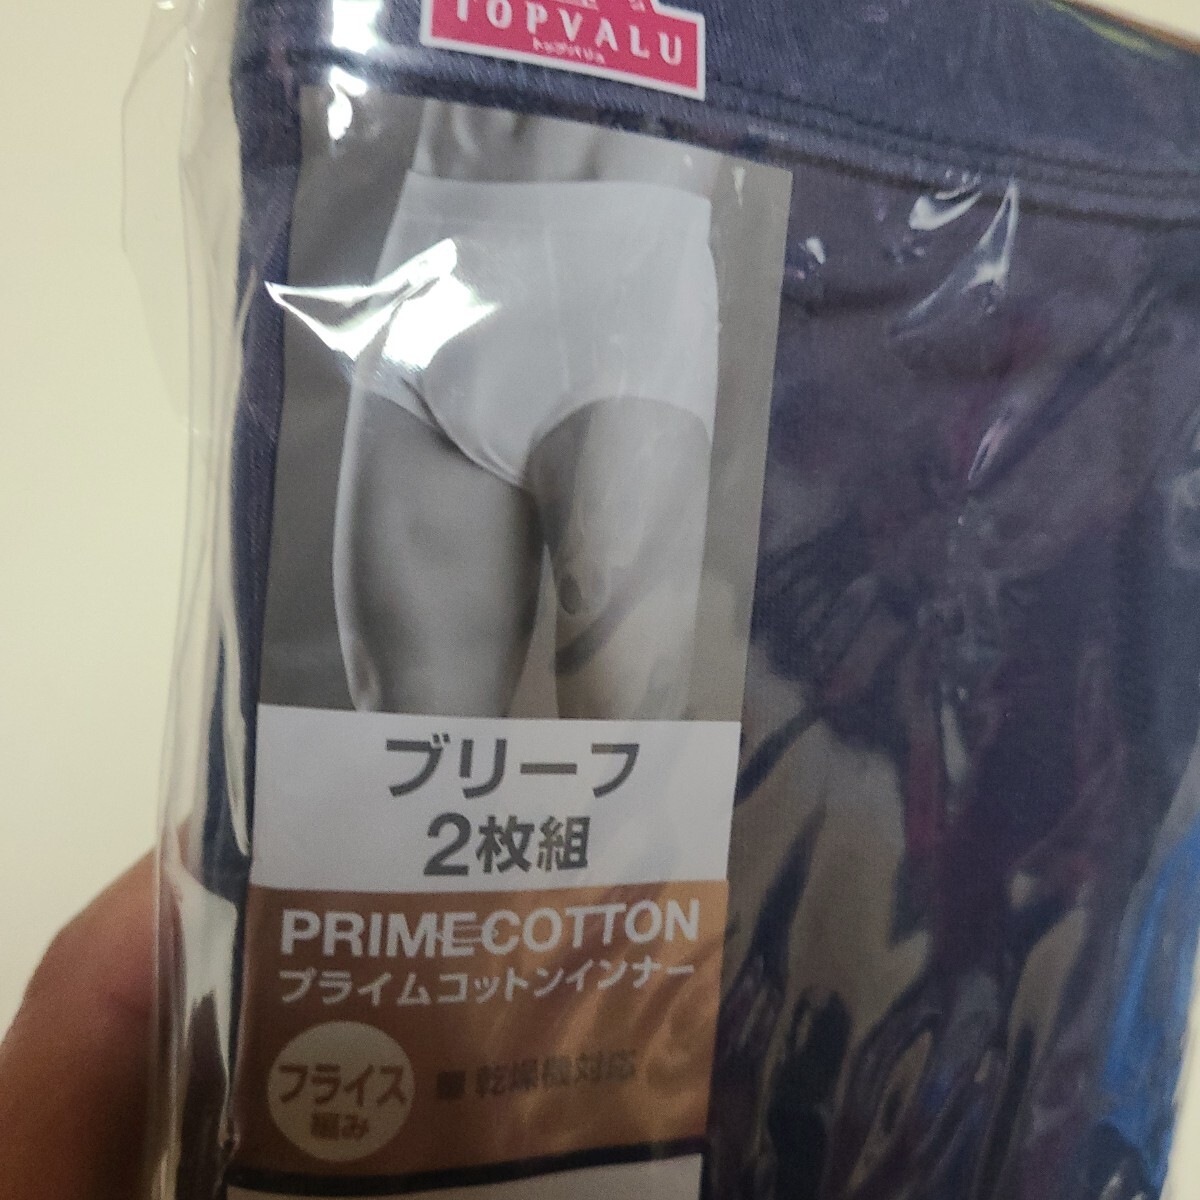 TOPVALU
トップバリュ
ブリーフ
2枚組
PRIMECOTTON
プライムコットンインナー
フライス
編み
■乾燥機対応